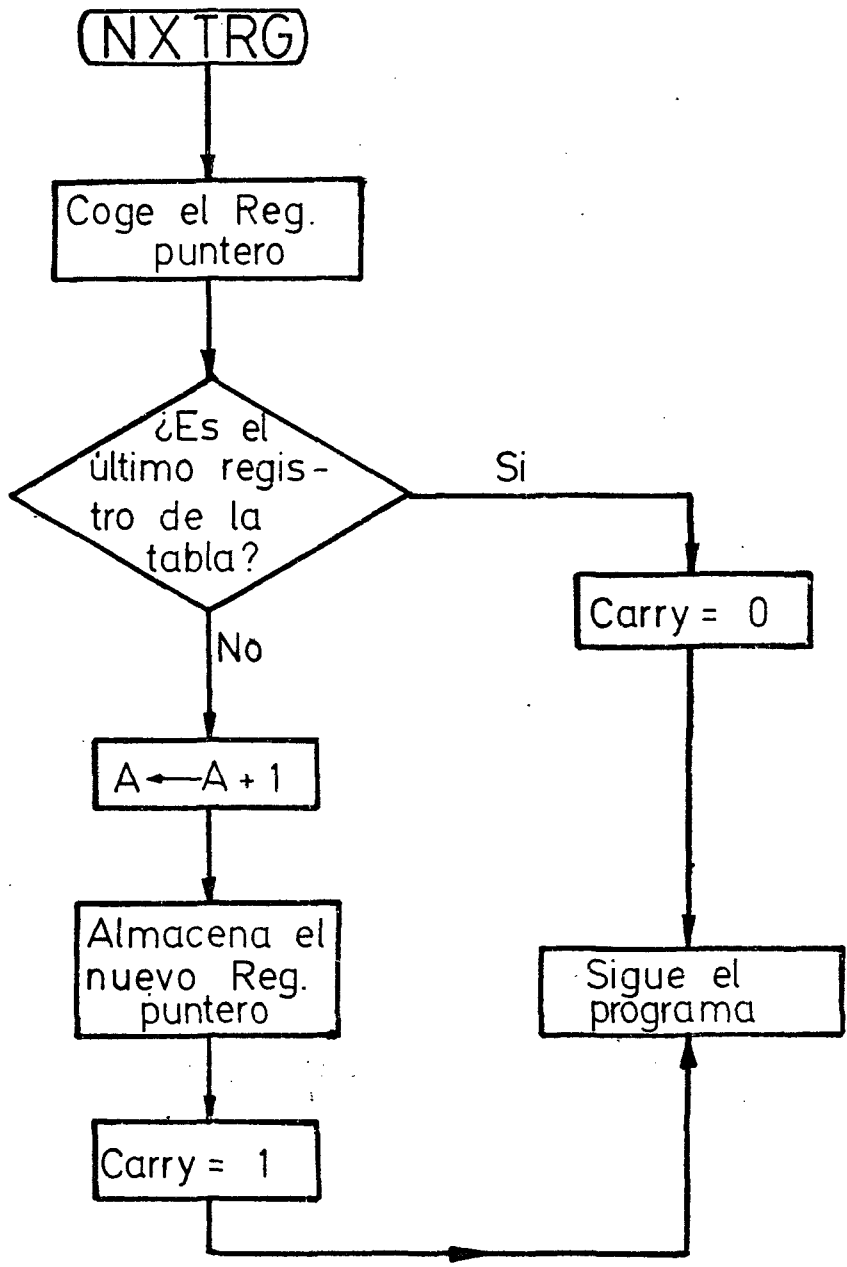 NXTRG
Coge el Reg.
puntero
¿Es el
último regis-
tro de la
tabla?
Si
No
Carry = 0
A ← A + 1
Almacena el
nuevo Reg.
puntero
Sigue el
programa
Carry = 1